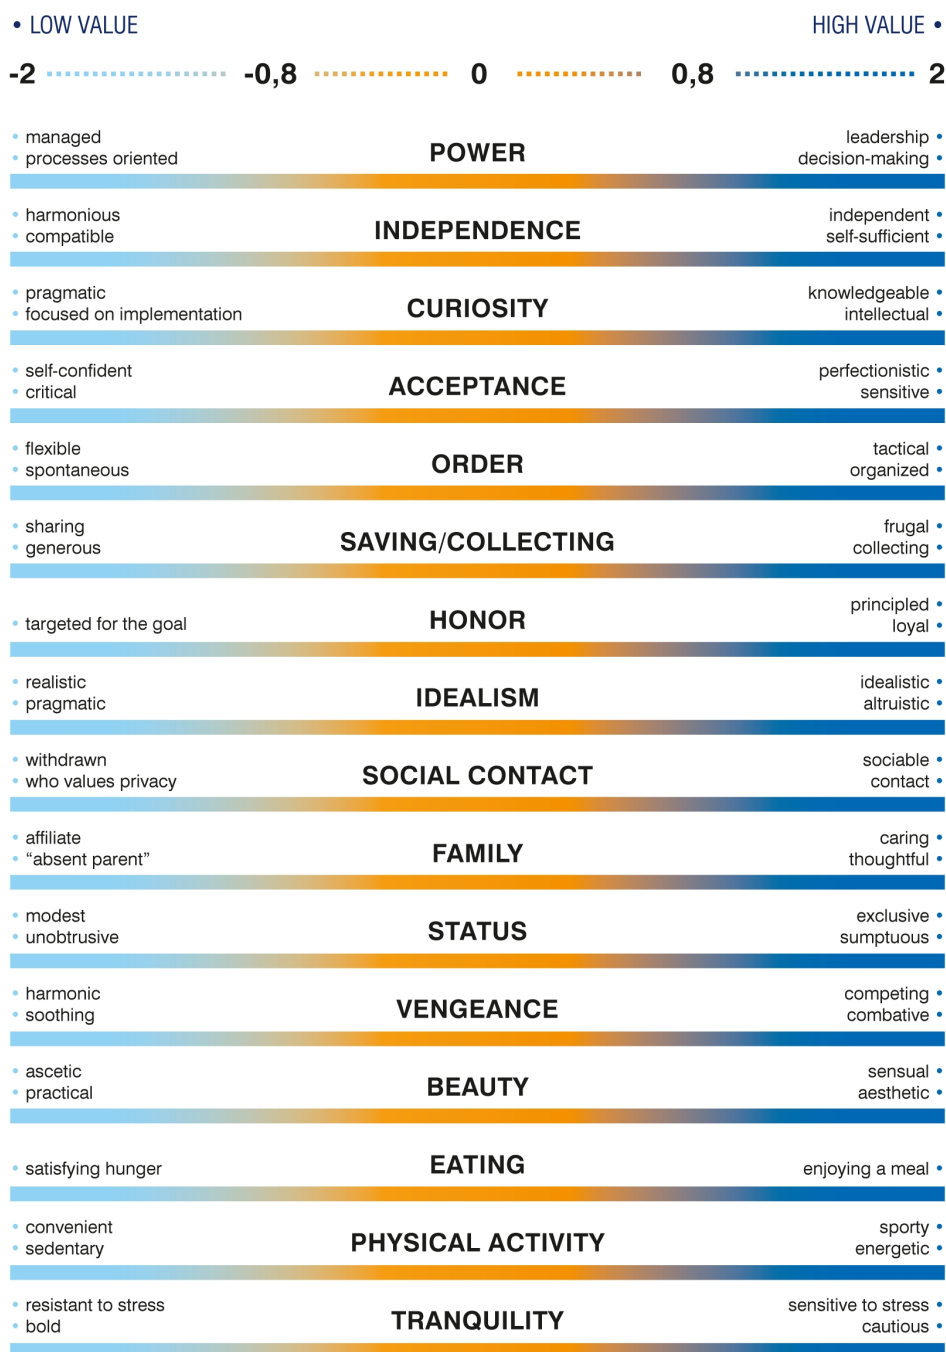 • LOW VALUE
HIGH VALUE •
-2 -0,8 0 0,8 2
• managed
• processes oriented
POWER
leadership •
decision-making •
• harmonious
• compatible
INDEPENDENCE
independent •
self-sufficient •
• pragmatic
• focused on implementation
CURIOSITY
knowledgeable •
intellectual •
• self-confident
• critical
ACCEPTANCE
perfectionistic •
sensitive •
• flexible
• spontaneous
ORDER
tactical •
organized •
• sharing
• generous
SAVING/COLLECTING
frugal •
collecting •
• targeted for the goal
HONOR
principled •
loyal •
• realistic
• pragmatic
IDEALISM
idealistic •
altruistic •
• withdrawn
• who values privacy
SOCIAL CONTACT
sociable •
contact •
• affiliate
• “absent parent”
FAMILY
caring •
thoughtful •
• modest
• unobtrusive
STATUS
exclusive •
sumptuous •
• harmonic
• soothing
VENGEANCE
competing •
combative •
• ascetic
• practical
BEAUTY
sensual •
aesthetic •
• satisfying hunger
EATING
enjoying a meal •
• convenient
• sedentary
PHYSICAL ACTIVITY
sporty •
energetic •
• resistant to stress
• bold
TRANQUILITY
sensitive to stress •
cautious •